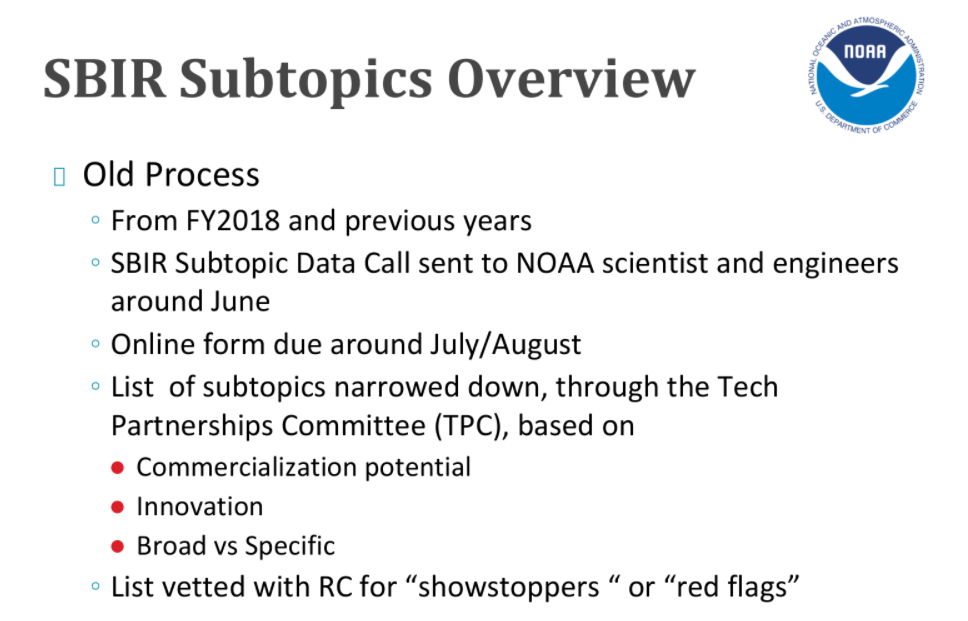 SBIR Subtopics Overview
NATIONAL OCEANIC AND ATMOSPHERIC ADMINISTRATION
NOAA
U.S. DEPARTMENT OF COMMERCE
Old Process
From FY2018 and previous years
SBIR Subtopic Data Call sent to NOAA scientist and engineers
around June
Online form due around July/August
List  of subtopics narrowed down, through the Tech
Partnerships Committee (TPC), based on
Commercialization potential
Innovation
Broad vs Specific
List vetted with RC for “showstoppers “ or “red flags”